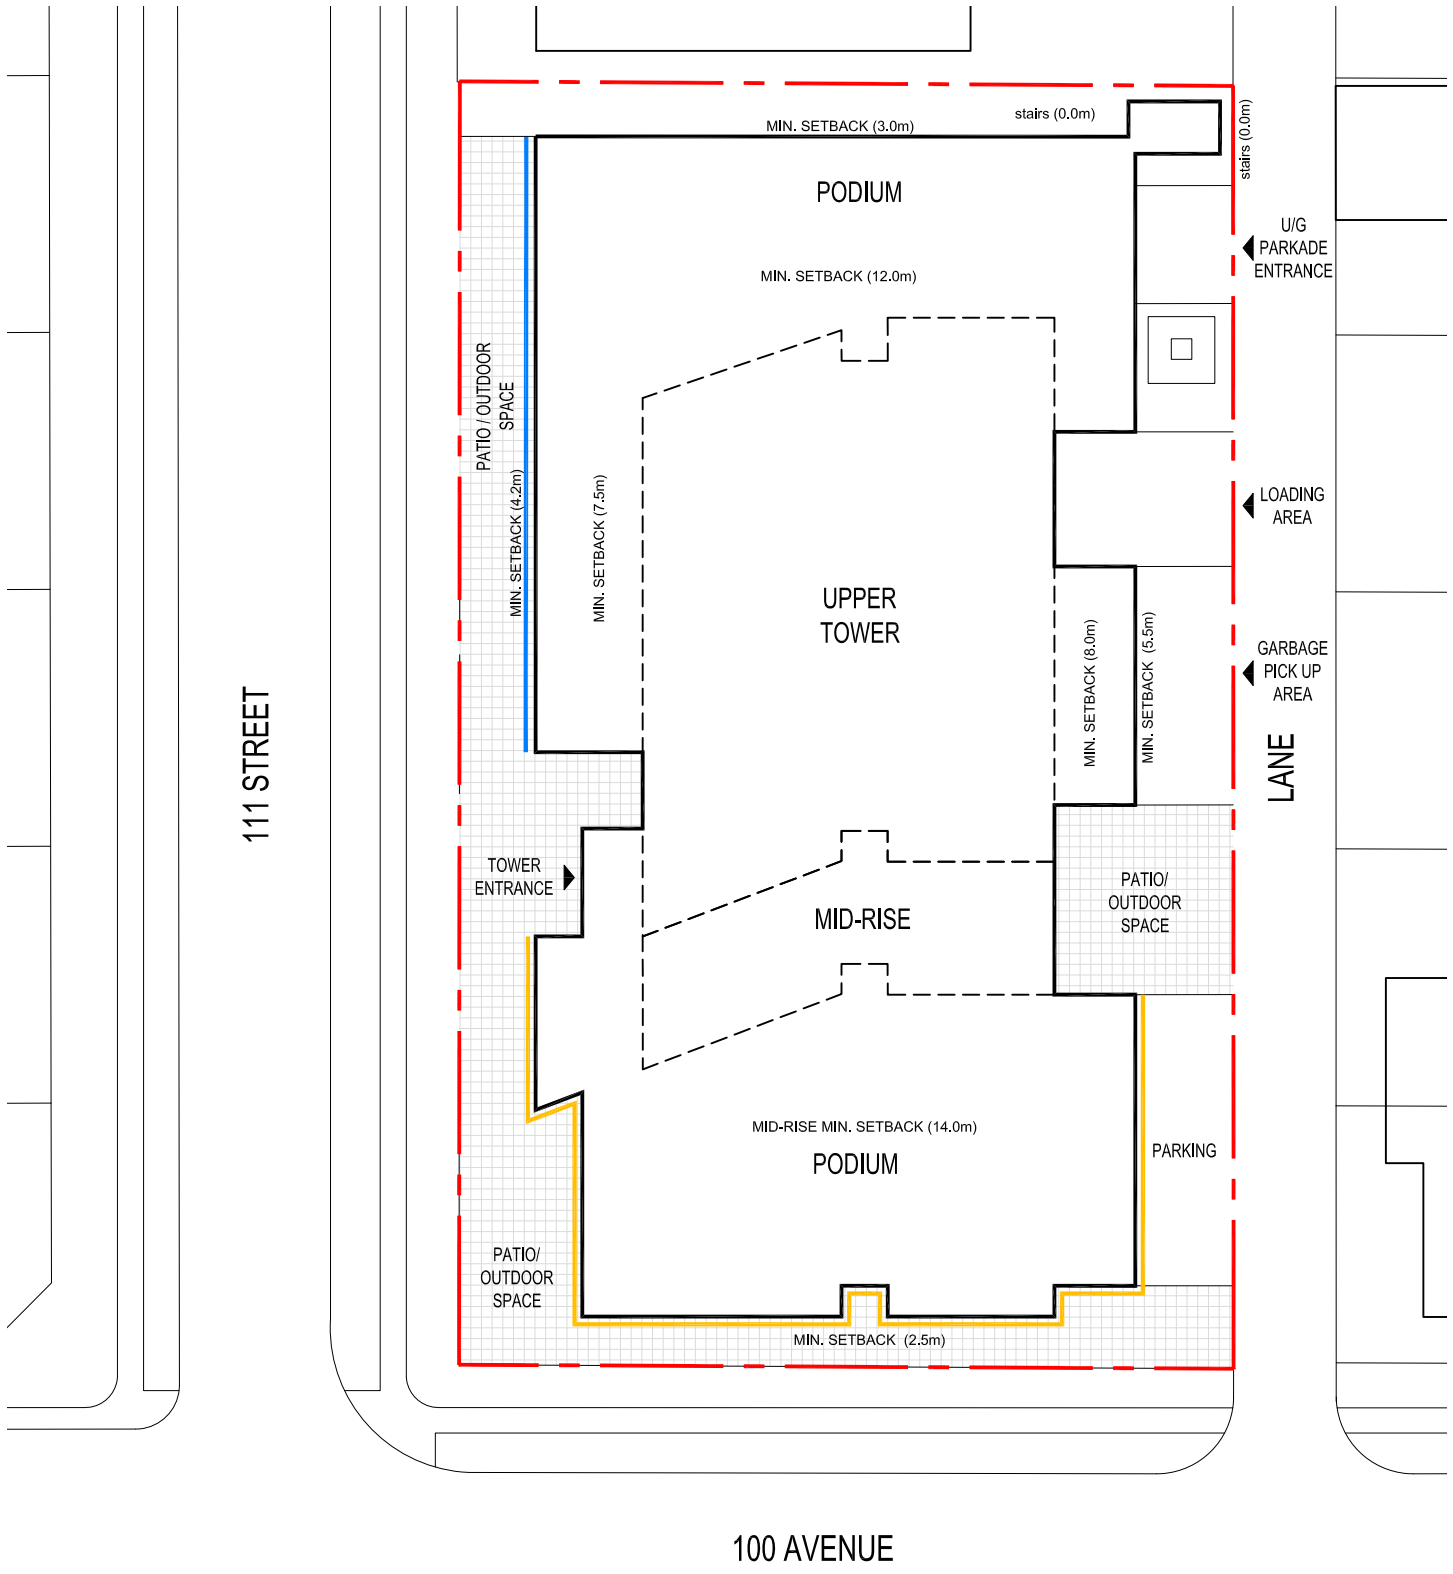 MIN. SETBACK (3.0m)
stairs (0.0m)
stairs (0.0m)
PODIUM
U/G
PARKADE
ENTRANCE
MIN. SETBACK (12.0m)
PATIO / OUTDOOR
SPACE
MIN. SETBACK (4.2m)
MIN. SETBACK (7.5m)
LOADING
AREA
UPPER
TOWER
MIN. SETBACK (8.0m)
MIN. SETBACK (5.5m)
GARBAGE
PICK UP
AREA
111 STREET
LANE
TOWER
ENTRANCE
MID-RISE
PATIO/
OUTDOOR
SPACE
MID-RISE MIN. SETBACK (14.0m)
PODIUM
PARKING
PATIO/
OUTDOOR
SPACE
MIN. SETBACK (2.5m)
100 AVENUE